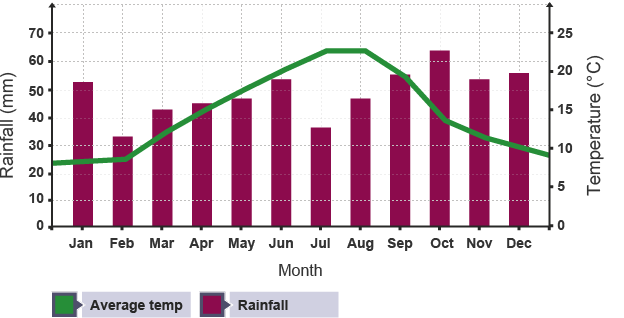 70
60
50
40
30
20
10
0
Rainfall (mm)
25
20
15
10
5
0
Temperature (°C)
Jan Feb Mar Apr May Jun Jul Aug Sep Oct Nov Dec
Month
Average temp Rainfall